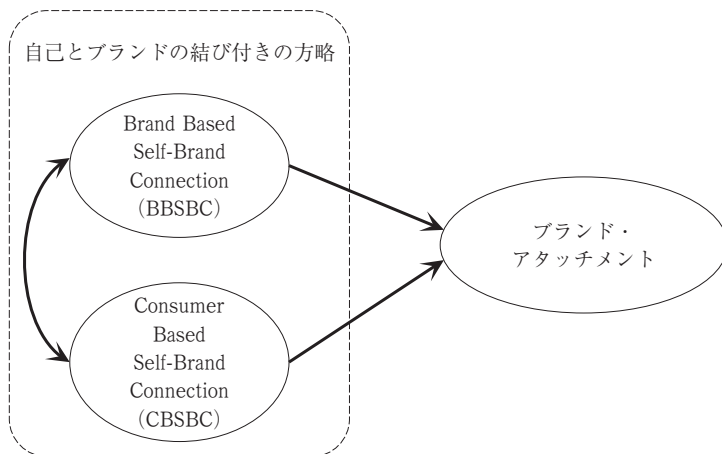 自己とブランドの結び付きの方略
Brand Based
Self-Brand
Connection
（BBSBC）
ブランド・
アタッチメント
Consumer
Based
Self-Brand
Connection
（CBSBC）